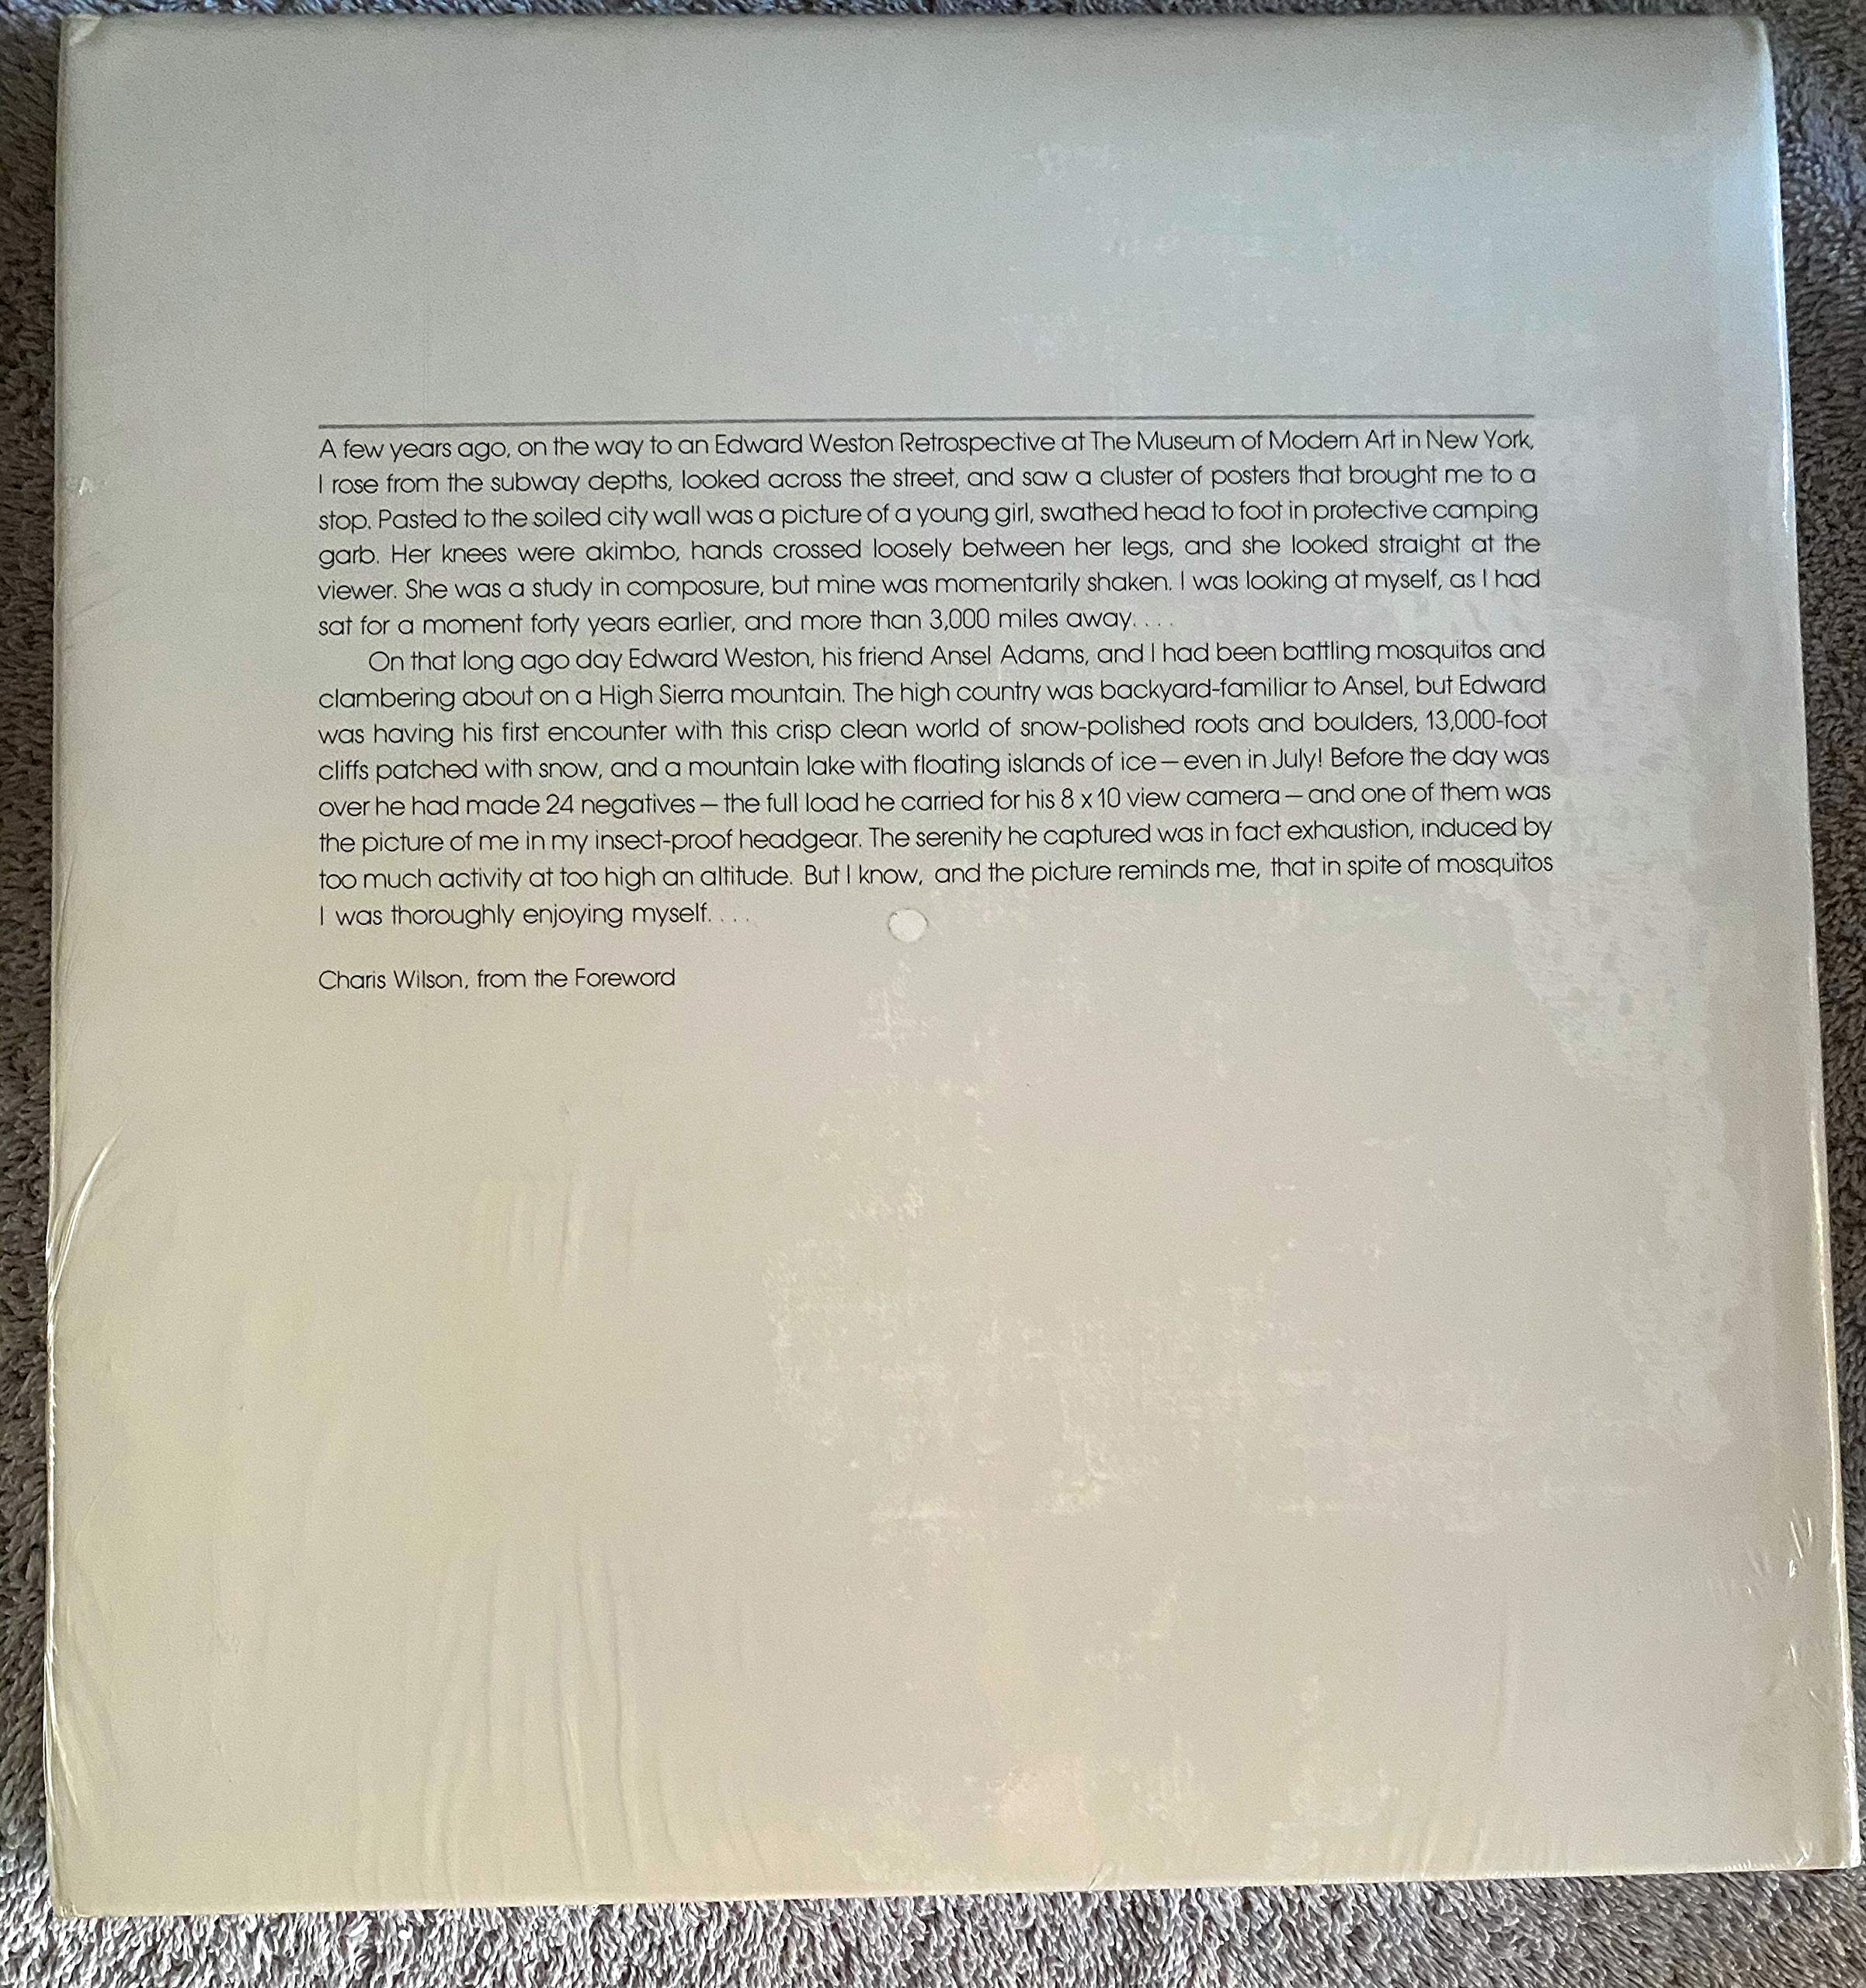 A few years ago, on the way to an Edward Weston Retrospective at The Museum of Modern Art in New York,
I rose from the subway depths, looked across the street, and saw a cluster of posters that brought me to a
stop. Pasted to the soiled city wall was a picture of a young girl, swathed head to foot in protective camping
garb. Her knees were akimbo, hands crossed loosely between her legs, and she looked straight at the
viewer. She was a study in composure, but mine was momentarily shaken. I was looking at myself, as I had
sat for a moment forty years earlier, and more than 3,000 miles away. . . .
On that long ago day Edward Weston, his friend Ansel Adams, and I had been battling mosquitos and
clambering about on a High Sierra mountain. The high country was backyard-familiar to Ansel, but Edward
was having his first encounter with this crisp clean world of snow-polished roots and boulders, 13,000-foot
cliffs patched with snow, and a mountain lake with floating islands of ice — even in July! Before the day was
over he had made 24 negatives — the full load he carried for his 8 x 10 view camera — and one of them was
the picture of me in my insect-proof headgear. The serenity he captured was in fact exhaustion, induced by
too much activity at too high an altitude. But I know, and the picture reminds me, that in spite of mosquitos
I was thoroughly enjoying myself. . . .
Charis Wilson, from the Foreword